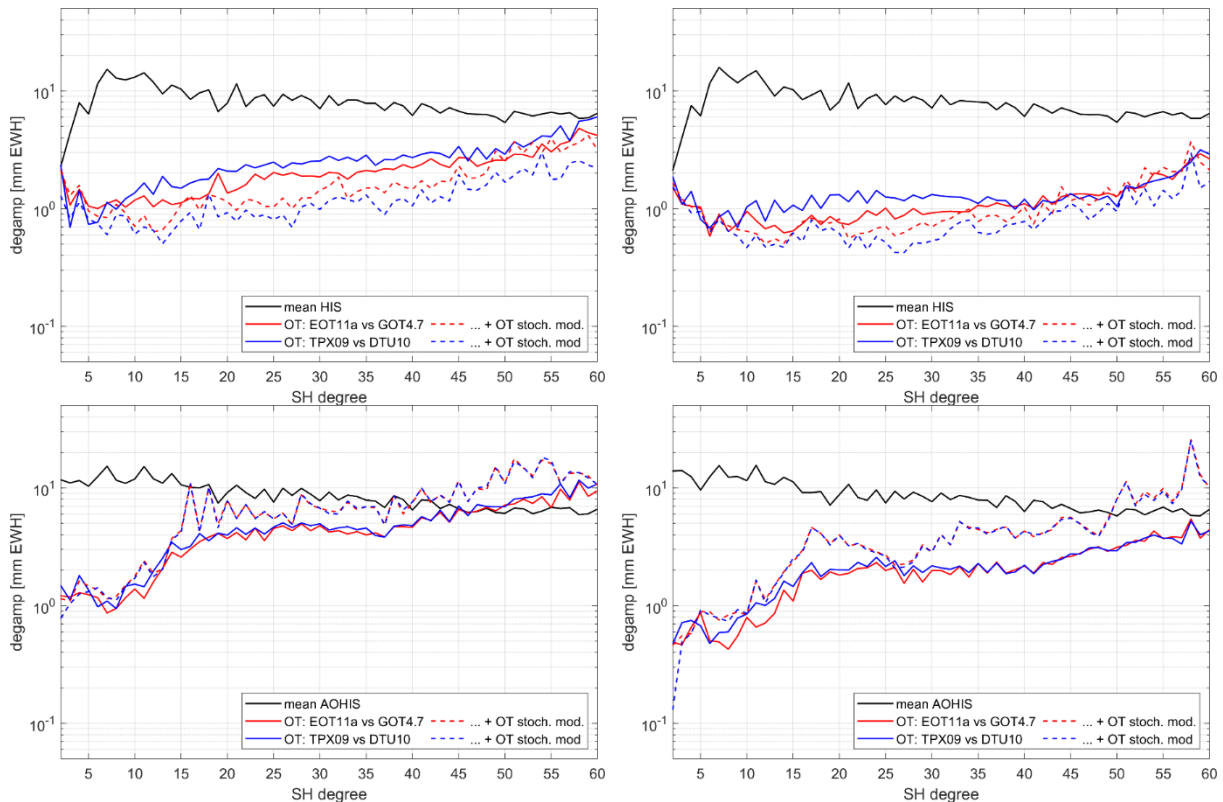 degamp [mm EWH]
10^1
10^0
10^-1
mean HIS
OT: EOT11a vs GOT4.7 ... + OT stoch. mod.
OT: TPX09 vs DTU10 ... + OT stoch. mod
5 10 15 20 25 30 35 40 45 50 55 60
SH degree
degamp [mm EWH]
10^1
10^0
10^-1
mean HIS
OT: EOT11a vs GOT4.7 ... + OT stoch. mod.
OT: TPX09 vs DTU10 ... + OT stoch. mod
5 10 15 20 25 30 35 40 45 50 55 60
SH degree
degamp [mm EWH]
10^1
10^0
10^-1
mean AOHIS
OT: EOT11a vs GOT4.7 ... + OT stoch. mod.
OT: TPX09 vs DTU10 ... + OT stoch. mod
5 10 15 20 25 30 35 40 45 50 55 60
SH degree
degamp [mm EWH]
10^1
10^0
10^-1
mean AOHIS
OT: EOT11a vs GOT4.7 ... + OT stoch. mod.
OT: TPX09 vs DTU10 ... + OT stoch. mod
5 10 15 20 25 30 35 40 45 50 55 60
SH degree